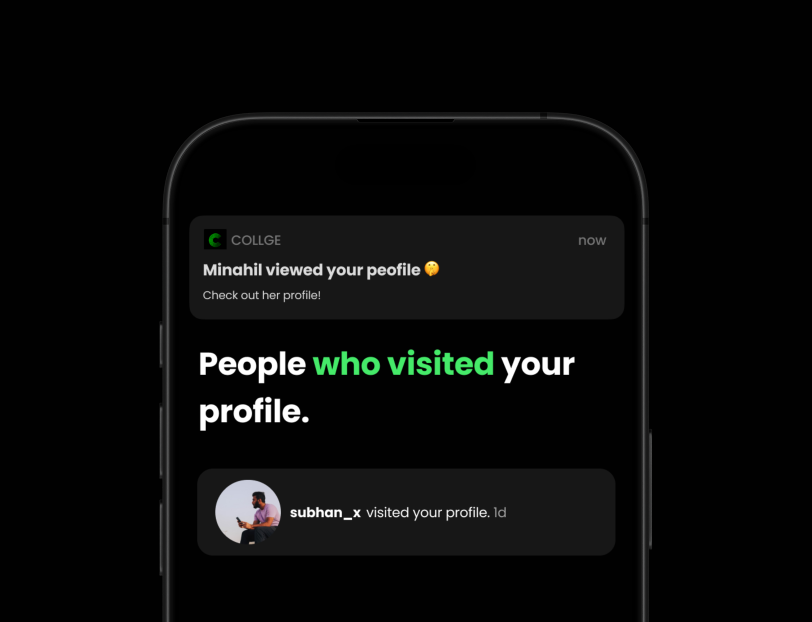 COLLGE now
Minahil viewed your peofile 🤫
Check out her profile!
People who visited your
profile.
subhan_x visited your profile. 1d